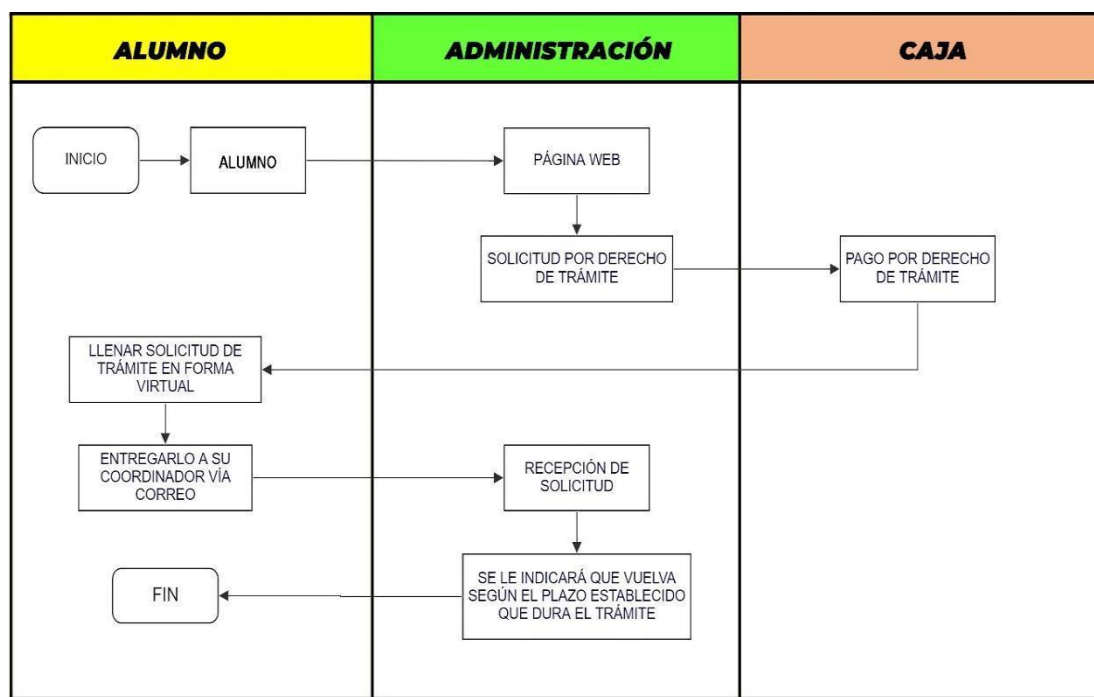 ALUMNO
ADMINISTRACIÓN
CAJA
INICIO
ALUMNO
PÁGINA WEB
SOLICITUD POR DERECHO
DE TRÁMITE
PAGO POR DERECHO
DE TRÁMITE
LLENAR SOLICITUD DE
TRÁMITE EN FORMA
VIRTUAL
ENTREGARLO A SU
COORDINADOR VÍA
CORREO
RECEPCIÓN DE
SOLICITUD
SE LE INDICARÁ QUE VUELVA
SEGÚN EL PLAZO ESTABLECIDO
QUE DURA EL TRÁMITE
FIN